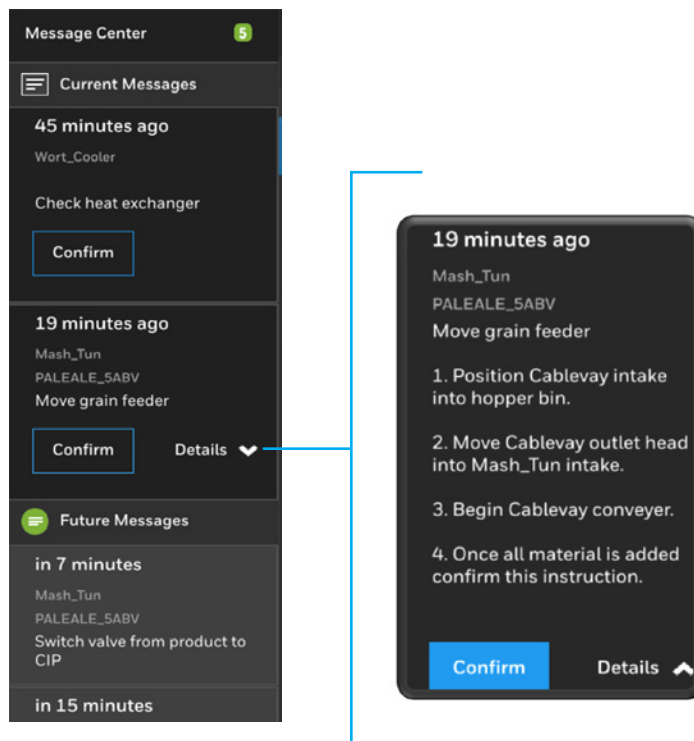 Message Center
5
Current Messages
45 minutes ago
Wort_Cooler
Check heat exchanger
Confirm
19 minutes ago
Mash_Tun
PALEALE_5ABV
Move grain feeder
Confirm
Details
Future Messages
in 7 minutes
Mash_Tun
PALEALE_5ABV
Switch valve from product to
CIP
in 15 minutes
19 minutes ago
Mash_Tun
PALEALE_5ABV
Move grain feeder
1. Position Cablevay intake
into hopper bin.
2. Move Cablevay outlet head
into Mash_Tun intake.
3. Begin Cablevay conveyer.
4. Once all material is added
confirm this instruction.
Confirm
Details